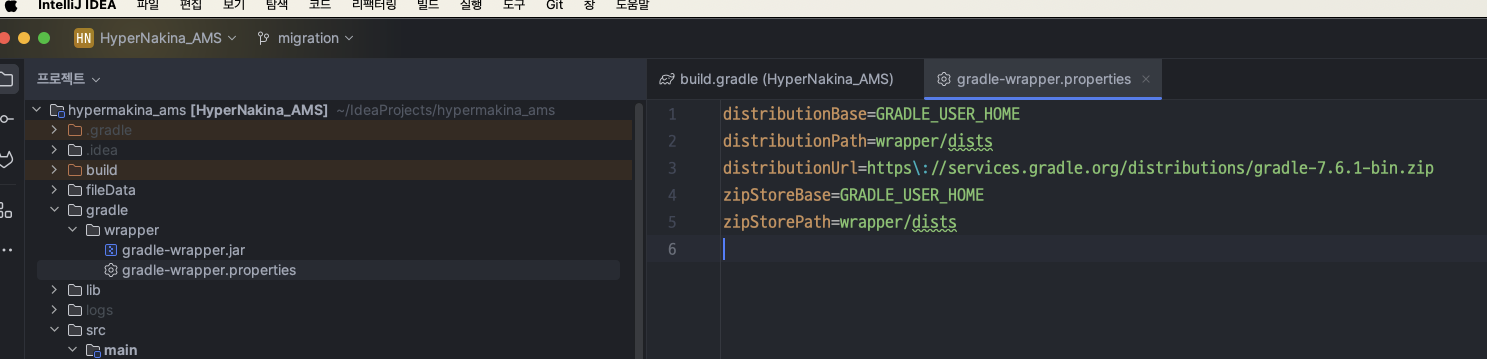 IntelliJ IDEA 파일 편집 보기 탐색 코드 리팩터링 빌드 실행 도구 Git 창 도움말
HN HyperNakina_AMS migration
프로젝트
build.gradle (HyperNakina_AMS) gradle-wrapper.properties
hypermakina_ams [HyperNakina_AMS] ~/IdeaProjects/hypermakina_ams
.gradle
.idea
build
fileData
gradle
wrapper
gradle-wrapper.jar
gradle-wrapper.properties
lib
logs
src
main
1 distributionBase=GRADLE_USER_HOME
2 distributionPath=wrapper/dists
3 distributionUrl=https\://services.gradle.org/distributions/gradle-7.6.1-bin.zip
4 zipStoreBase=GRADLE_USER_HOME
5 zipStorePath=wrapper/dists
6